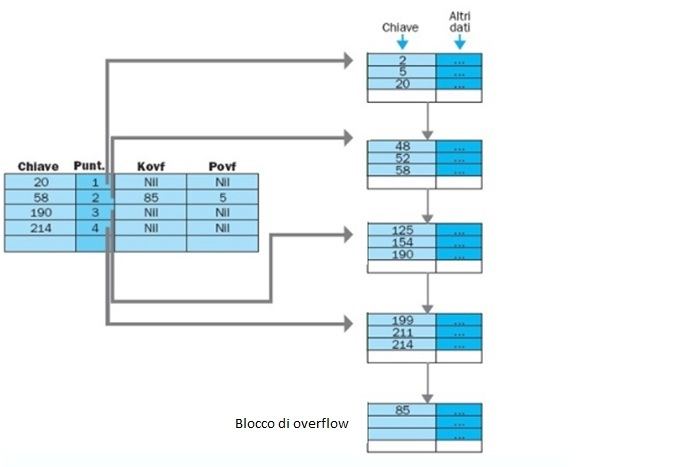 Chiave Altri dati
2 ...
5 ...
20 ...
48 ...
52 ...
58 ...
Chiave Punt. Kovf Povf
20 1 Nil Nil
58 2 85 5
190 3 Nil Nil
214 4 Nil Nil
125 ...
154 ...
190 ...
199 ...
211 ...
214 ...
Blocco di overflow
85 ...
...
...